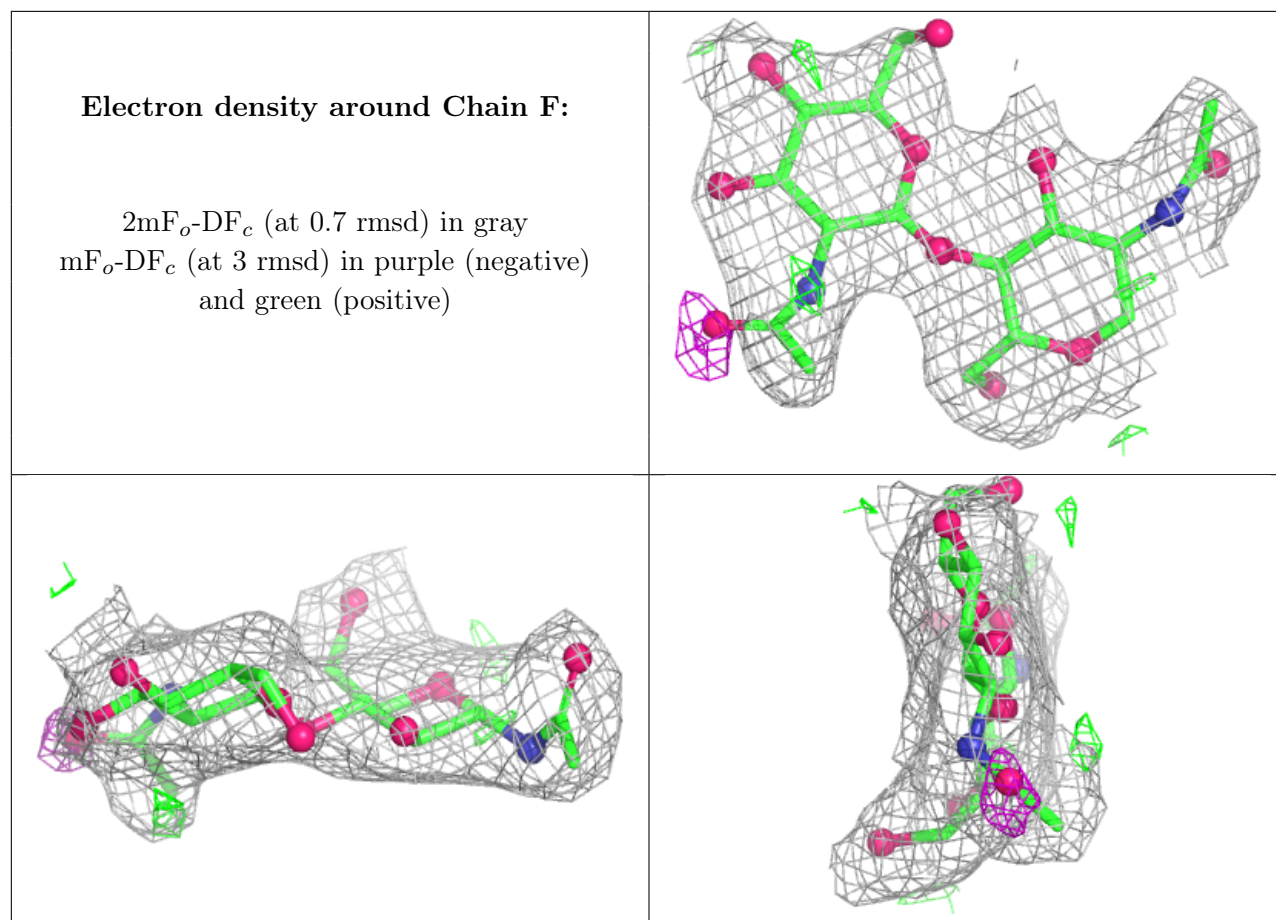 Electron density around Chain F:
2mFₒ-DF𝑐 (at 0.7 rmsd) in gray
mFₒ-DF𝑐 (at 3 rmsd) in purple (negative)
and green (positive)